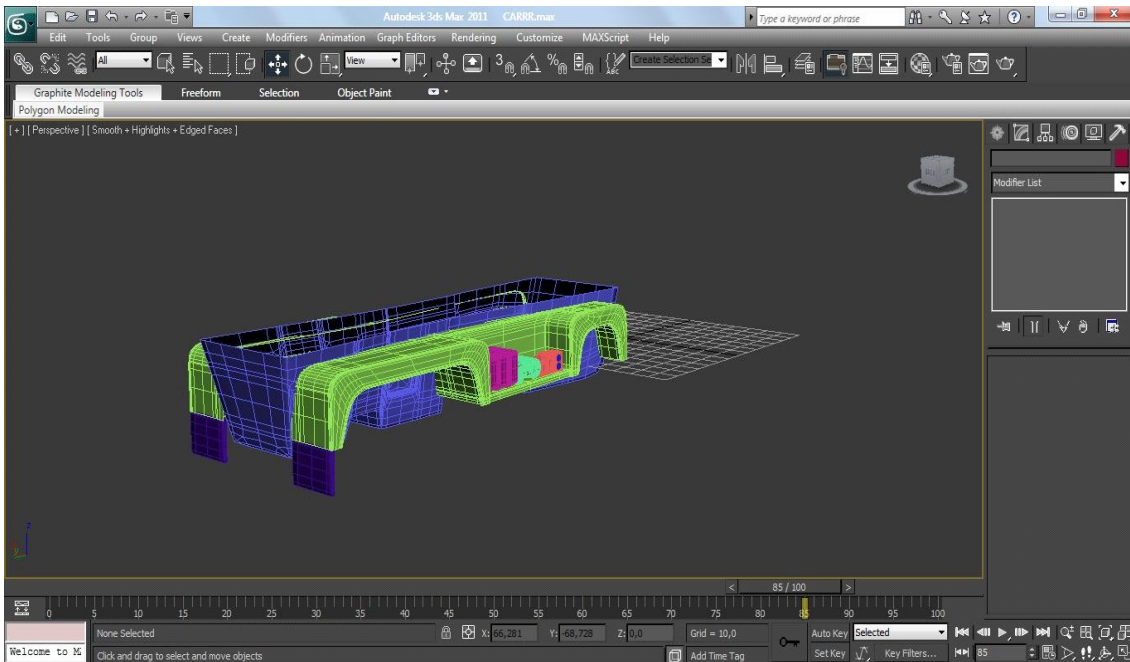 Autodesk 3ds Max 2011 CARRR.max
Type a keyword or phrase
Edit Tools Group Views Create Modifiers Animation Graph Editors Rendering Customize MAXScript Help
All View 3 Create Selection Se
Graphite Modeling Tools Freeform Selection Object Paint
Polygon Modeling
[ + ] [ Perspective ] [ Smooth + Highlights + Edged Faces ]
Modifier List
z
y
< 85 / 100 >
0 5 10 15 20 25 30 35 40 45 50 55 60 65 70 75 80 85 90 95 100
None Selected X: 66,281 Y: -68,728 Z: 0,0 Grid = 10,0 Auto Key Selected
Welcome to M Click and drag to select and move objects Add Time Tag Set Key Key Filters... 85